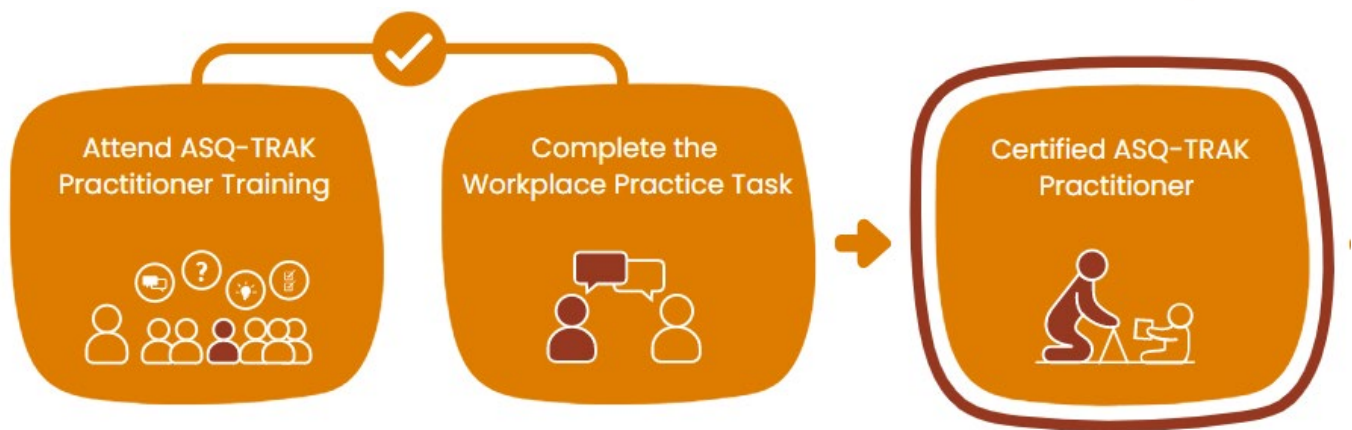 Attend ASQ-TRAK
Practitioner Training
Complete the
Workplace Practice Task
Certified ASQ-TRAK
Practitioner
?